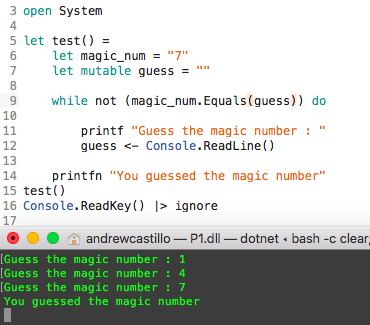 3 open System
4
5 let test() =
6     let magic_num = "7"
7     let mutable guess = ""
8
9     while not (magic_num.Equals(guess)) do
10
11         printf "Guess the magic number : "
12         guess <- Console.ReadLine()
13
14     printfn "You guessed the magic number"
15 test()
16 Console.ReadKey() |> ignore
17
andrewcastillo — P1.dll — dotnet ◂ bash -c clear;
[Guess the magic number : 1
[Guess the magic number : 4
[Guess the magic number : 7
You guessed the magic number